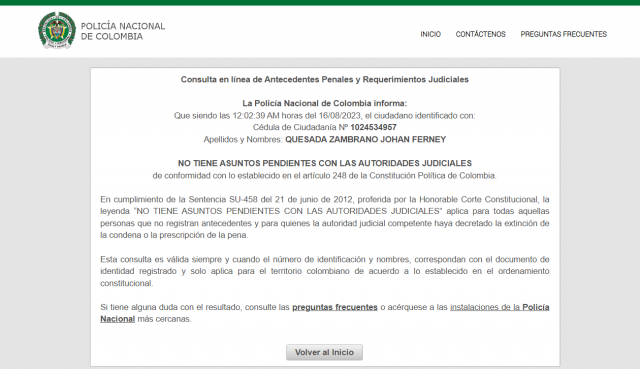 POLICÍA NACIONAL
DE COLOMBIA
INICIO CONTÁCTENOS PREGUNTAS FRECUENTES
Consulta en línea de Antecedentes Penales y Requerimientos Judiciales
La Policía Nacional de Colombia informa:
Que siendo las 12:02:39 AM horas del 16/08/2023, el ciudadano identificado con:
Cédula de Ciudadanía Nº 1024534957
Apellidos y Nombres: QUESADA ZAMBRANO JOHAN FERNEY
NO TIENE ASUNTOS PENDIENTES CON LAS AUTORIDADES JUDICIALES
de conformidad con lo establecido en el artículo 248 de la Constitución Política de Colombia.
En cumplimiento de la Sentencia SU-458 del 21 de junio de 2012, proferida por la Honorable Corte Constitucional, la
leyenda "NO TIENE ASUNTOS PENDIENTES CON LAS AUTORIDADES JUDICIALES" aplica para todas aquellas
personas que no registran antecedentes y para quienes la autoridad judicial competente haya decretado la extinción de
la condena o la prescripción de la pena.
Esta consulta es válida siempre y cuando el número de identificación y nombres, correspondan con el documento de
identidad registrado y solo aplica para el territorio colombiano de acuerdo a lo establecido en el ordenamiento
constitucional.
Si tiene alguna duda con el resultado, consulte las preguntas frecuentes o acérquese a las instalaciones de la Policía
Nacional más cercanas.
Volver al Inicio